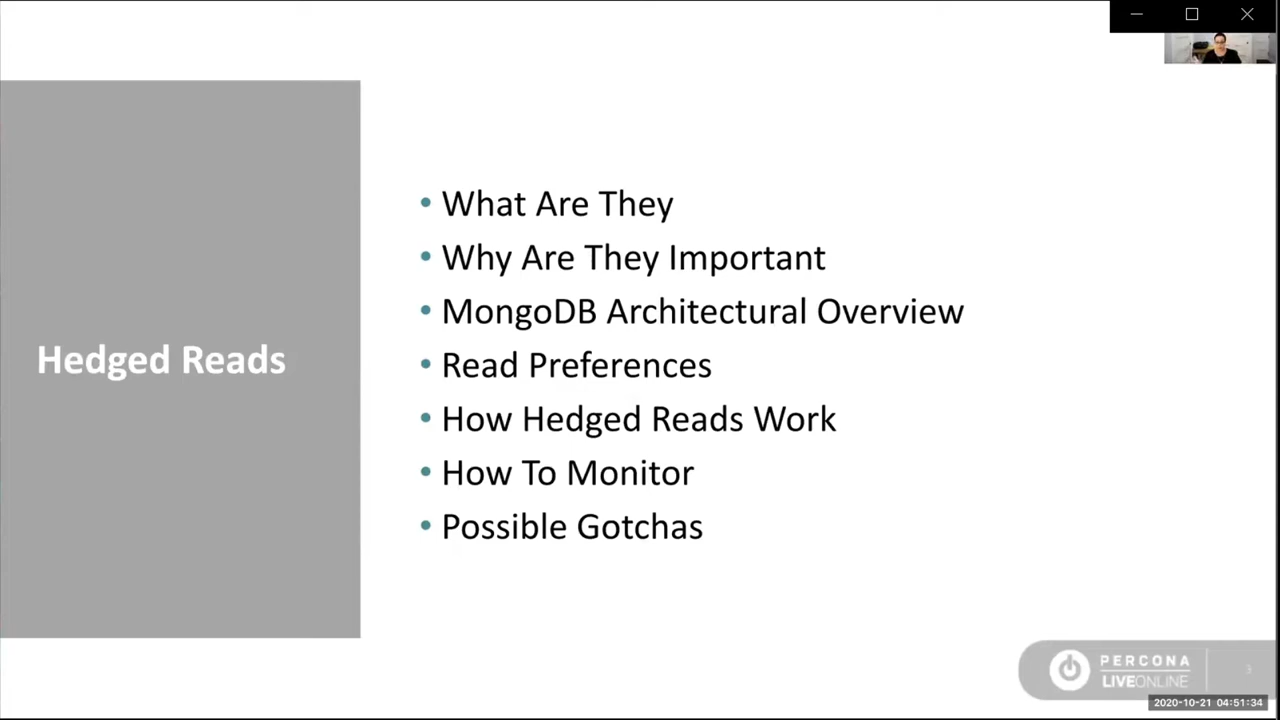 Hedged Reads
• What Are They
• Why Are They Important
• MongoDB Architectural Overview
• Read Preferences
• How Hedged Reads Work
• How To Monitor
• Possible Gotchas
PERCONA
LIVEONLINE
3
2020-10-21 04:51:34